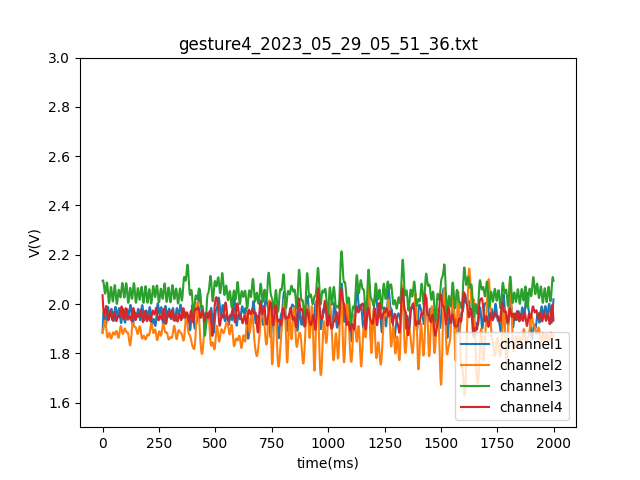 gesture4_2023_05_29_05_51_36.txt
3.0
2.8
2.6
2.4
2.2
2.0
1.8
1.6
V(V)
channel1
channel2
channel3
channel4
0 250 500 750 1000 1250 1500 1750 2000
time(ms)